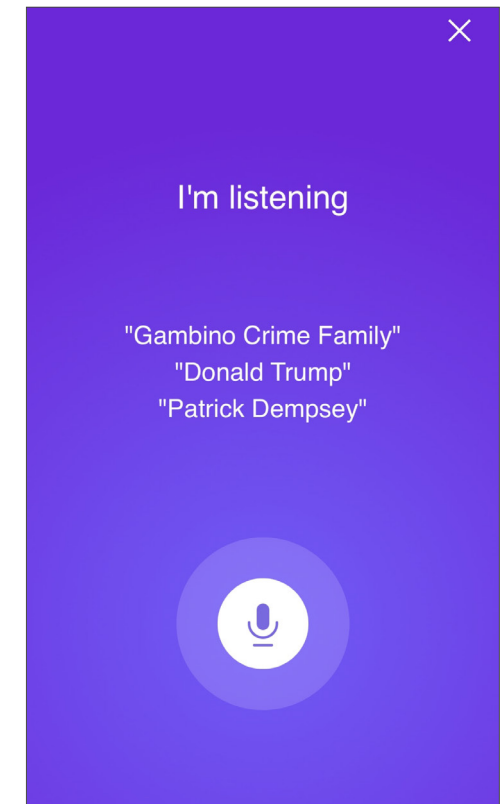 I'm listening
"Gambino Crime Family"
"Donald Trump"
"Patrick Dempsey"